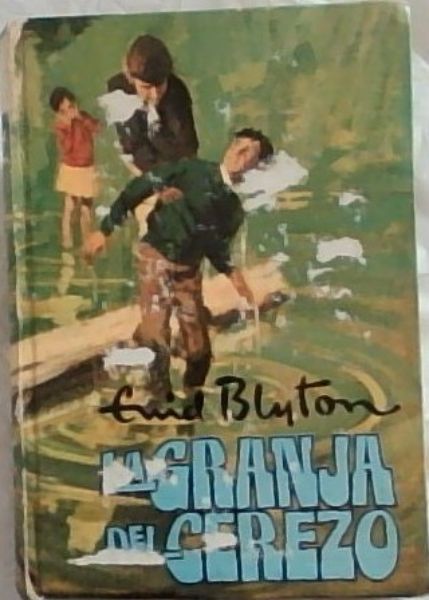 Enid Blyton
LA GRANJA
DEL CEREZO